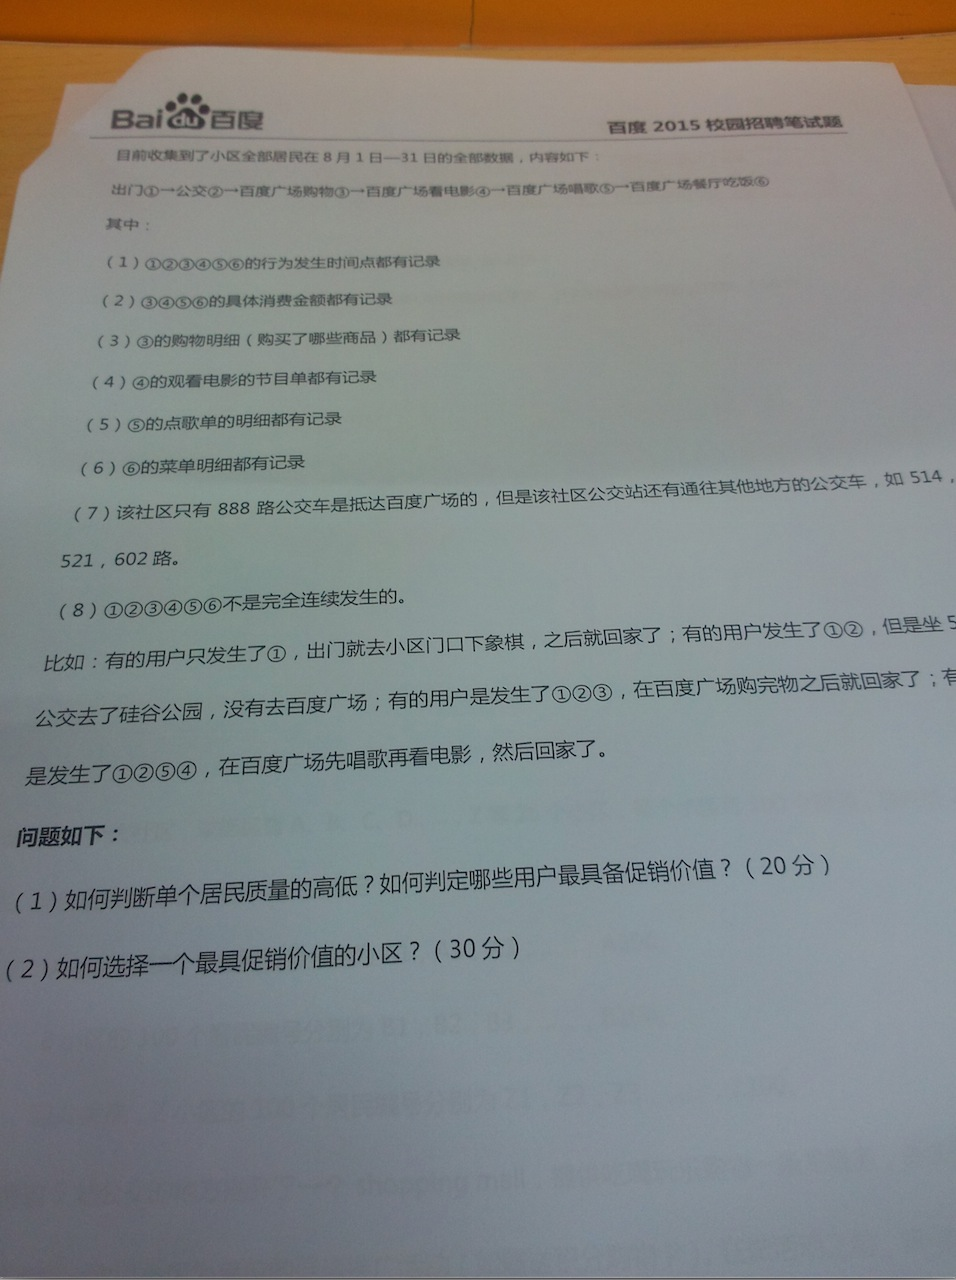 Bai du 百度
百度 2015 校园招聘笔试题
目前收集到了小区全部居民在 8 月 1 日—31 日的全部数据，内容如下：
出门①→公交②→百度广场购物③→百度广场看电影④→百度广场唱歌⑤→百度广场餐厅吃饭⑥
其中：
（1）①②③④⑤⑥的行为发生时间点都有记录
（2）③④⑤⑥的具体消费金额都有记录
（3）③的购物明细（购买了哪些商品）都有记录
（4）④的观看电影的节目单都有记录
（5）⑤的点歌单的明细都有记录
（6）⑥的菜单明细都有记录
（7）该社区只有 888 路公交车是抵达百度广场的，但是该社区公交站还有通往其他地方的公交车，如 514，
521，602 路。
（8）①②③④⑤⑥不是完全连续发生的。
比如：有的用户只发生了①，出门就去小区门口下象棋，之后就回家了；有的用户发生了①②，但是坐 5
公交去了硅谷公园，没有去百度广场；有的用户是发生了①②③，在百度广场购完物之后就回家了；有
是发生了①②⑤④，在百度广场先唱歌再看电影，然后回家了。
问题如下：
（1）如何判断单个居民质量的高低？如何判定哪些用户最具备促销价值？（20 分）
（2）如何选择一个最具促销价值的小区？（30 分）